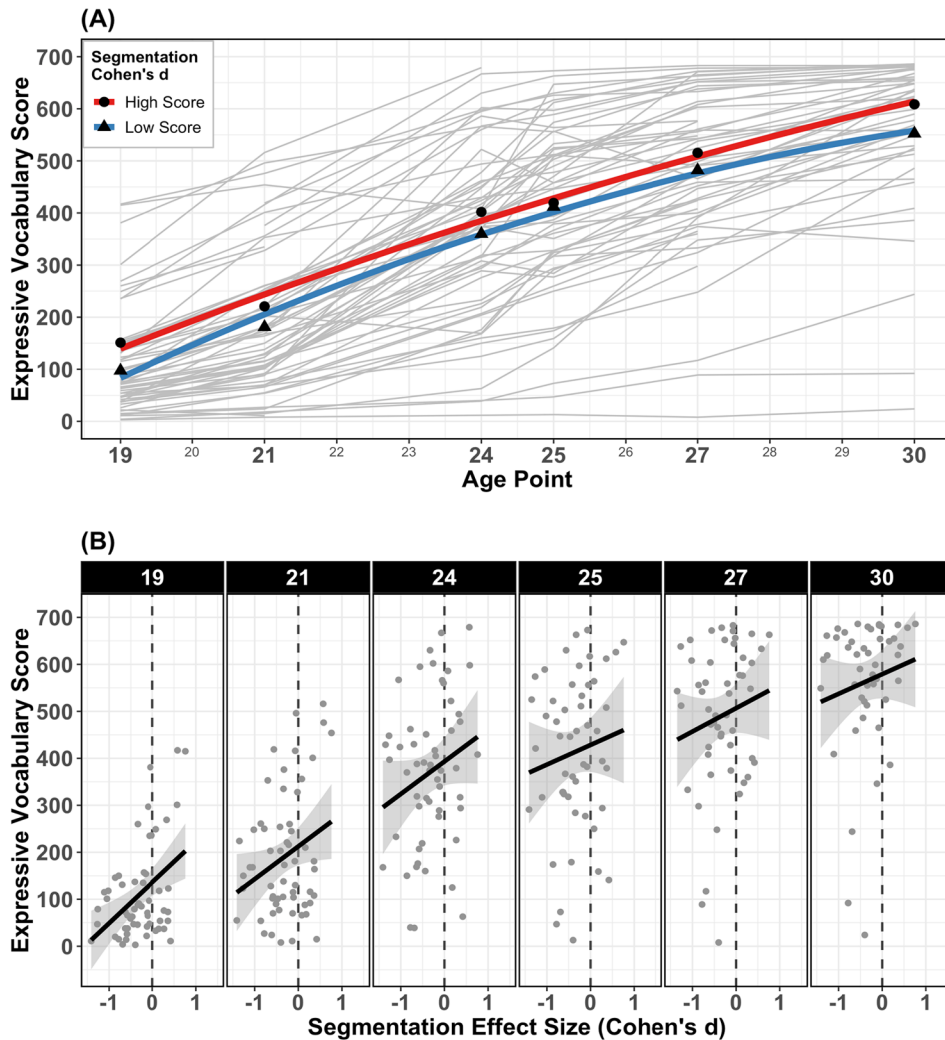 (A)
Expressive Vocabulary Score
700
600
500
400
300
200
100
0
Segmentation
Cohen's d
High Score
Low Score
19 20 21 22 23 24 25 26 27 28 29 30
Age Point
(B)
19 21 24 25 27 30
Expressive Vocabulary Score
700
600
500
400
300
200
100
0
-1 0 1 -1 0 1 -1 0 1 -1 0 1 -1 0 1 -1 0 1
Segmentation Effect Size (Cohen's d)